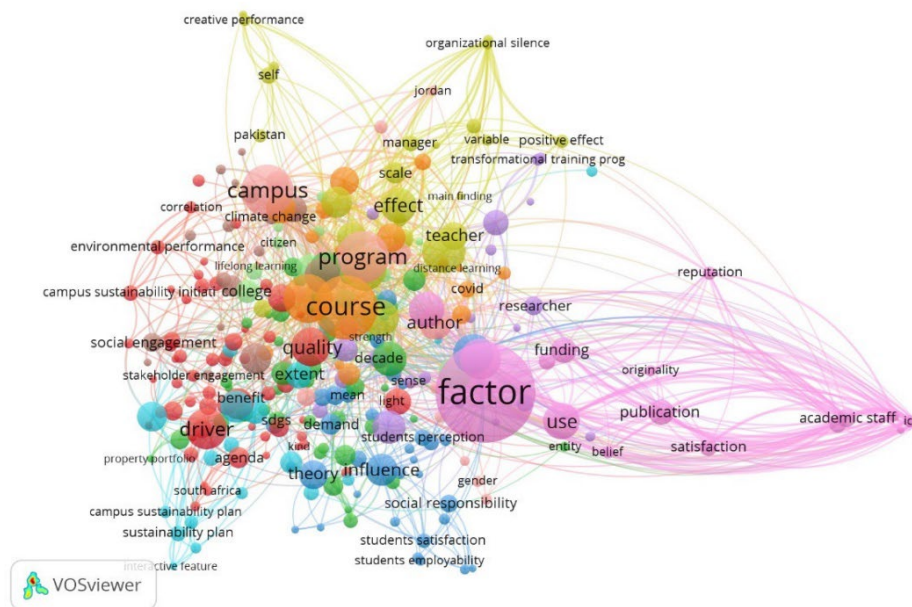 creative performance
organizational silence
self
jordan
pakistan
manager
variable
positive effect
transformational training prog
scale
main finding
campus
effect
correlation
climate change
teacher
environmental performance
citizen
program
distance learning
lifelong learning
reputation
campus sustainability initiati
college
covid
course
researcher
author
strength
social engagement
quality
decade
funding
stakeholder engagement
extent
sense
originality
benefit
mean
light
factor
publication
academic staff
driver
sdgs
demand
use
students perception
satisfaction
kind
entity
belief
property portfolio
agenda
theory
influence
gender
south africa
social responsibility
campus sustainability plan
sustainability plan
students satisfaction
students employability
interactive feature
VOSviewer